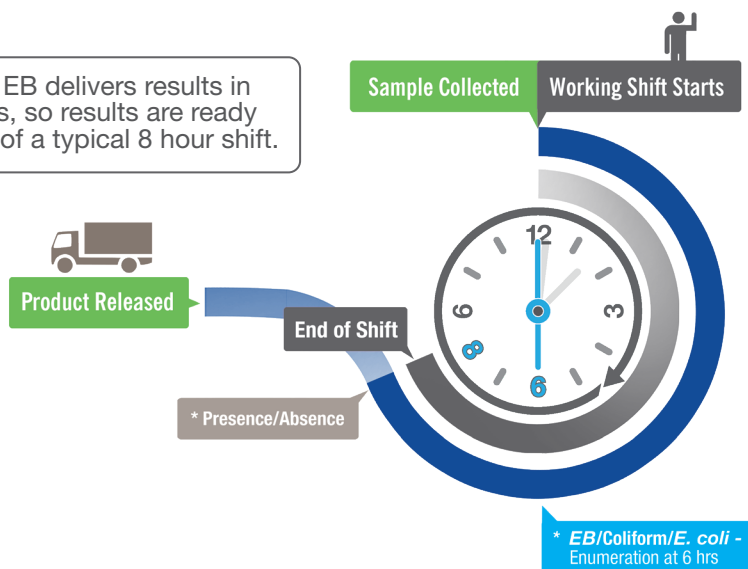 EB delivers results in
so results are ready
of a typical 8 hour shift.
Sample Collected
Working Shift Starts
12
3
6
8
9
Product Released
End of Shift
* Presence/Absence
* EB/Coliform/E. coli -
Enumeration at 6 hrs